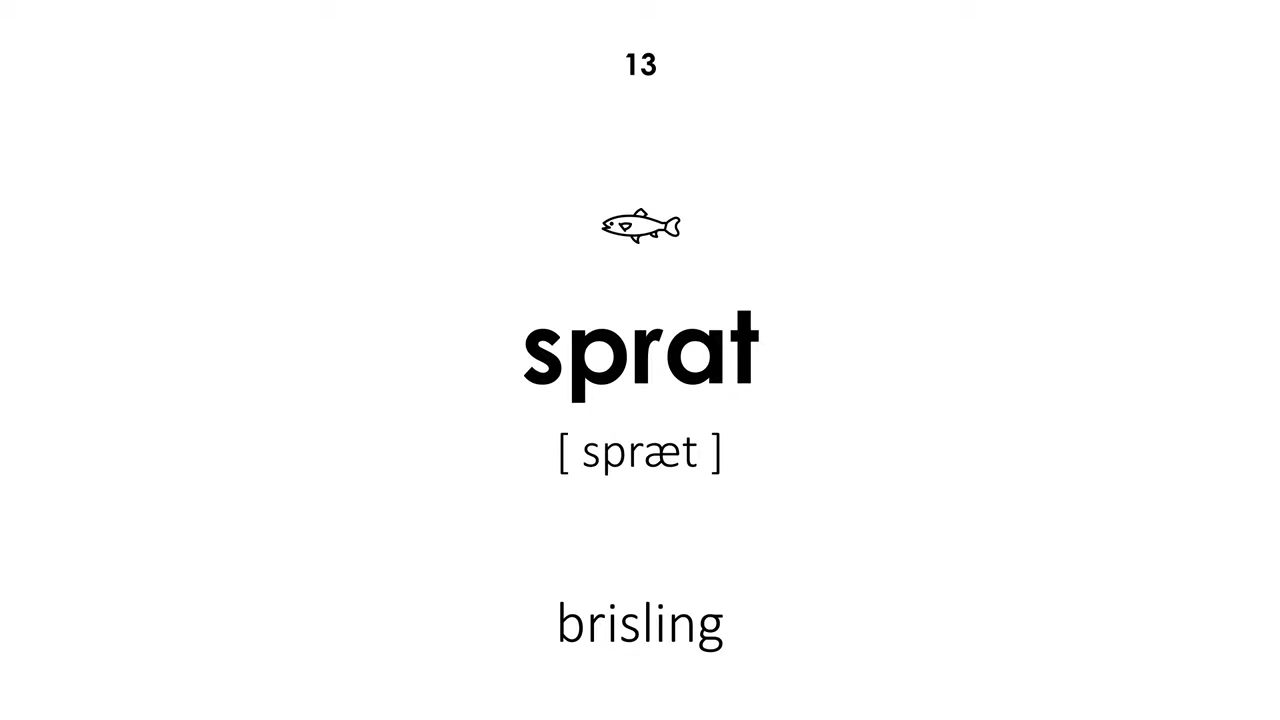 13
sprat
[ spræt ]
brisling